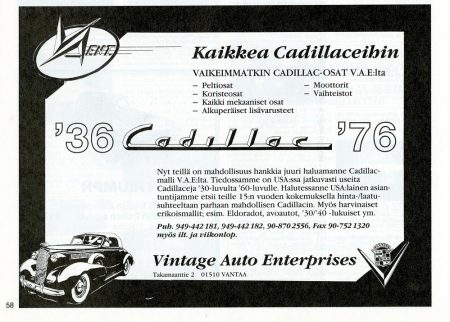 V.A.ENT.
Kaikkea Cadillaceihin
VAIKEIMMATKIN CADILLAC-OSAT V.A.E:lta
– Peltiosat – Moottorit
– Koristeosat – Vaihteistot
– Kaikki mekaaniset osat
– Alkuperäiset lisävarusteet
'36 Cadillac '76
Nyt teillä on mahdollisuus hankkia juuri haluamanne Cadillac-
malli V.A.E:lta. Tiedossamme on USA:ssa jatkuvasti useita
Cadillaceja '30-luvulta '60-luvulle. Halutessanne USA:lainen asian-
tuntijamme etsii teille 15:n vuoden kokemuksella hinta-/laatu-
suhteeltaan parhaan mahdollisen Cadillacin. Myös harvinaiset
erikoismallit; esim. Eldoradot, avoautot, '30/'40 -lukuiset ym.
Puh. 949-442 181, 949-442 182, 90-870 2556, Fax 90-752 1320
myös ilt. ja viikonlop.
Vintage Auto Enterprises
Takamaantie 2 01510 VANTAA
58